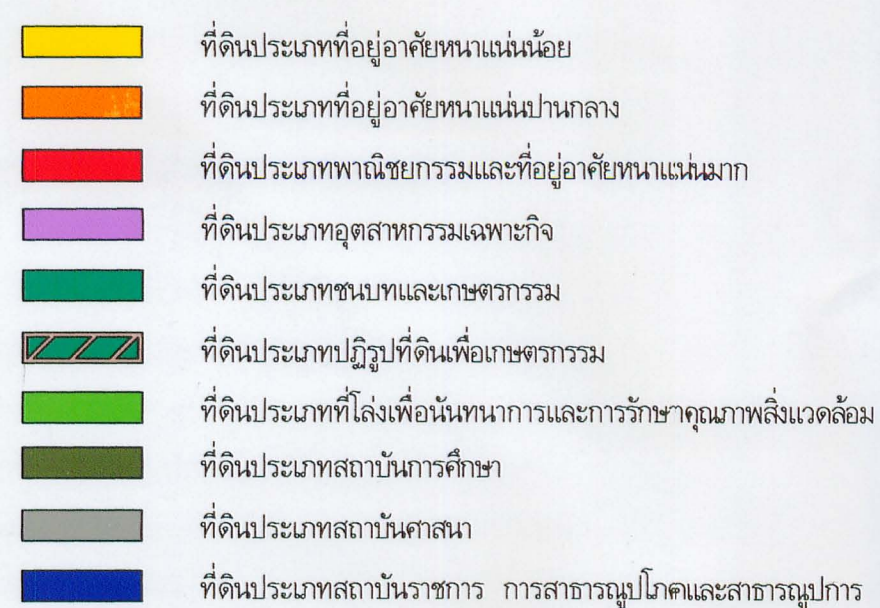 ที่ดินประเภทที่อยู่อาศัยหนาแน่นน้อย
ที่ดินประเภทที่อยู่อาศัยหนาแน่นปานกลาง
ที่ดินประเภทพาณิชยกรรมและที่อยู่อาศัยหนาแน่นมาก
ที่ดินประเภทอุตสาหกรรมเฉพาะกิจ
ที่ดินประเภทชนบทและเกษตรกรรม
ที่ดินประเภทปฏิรูปที่ดินเพื่อเกษตรกรรม
ที่ดินประเภทที่โล่งเพื่อนันทนาการและการรักษาคุณภาพสิ่งแวดล้อม
ที่ดินประเภทสถาบันการศึกษา
ที่ดินประเภทสถาบันศาสนา
ที่ดินประเภทสถาบันราชการ การสาธารณูปโภคและสาธารณูปการ